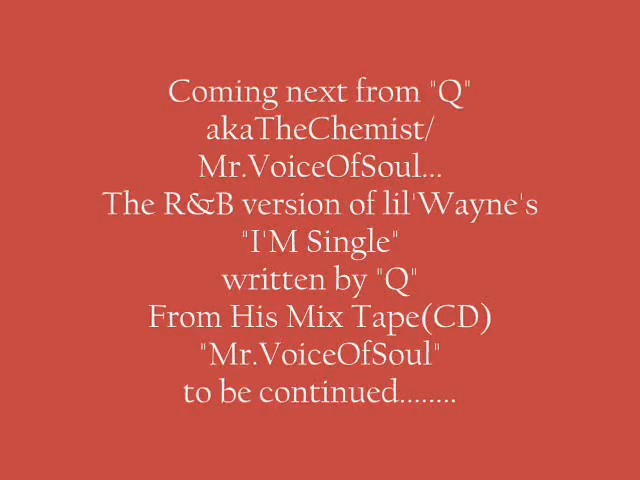 Coming next from "Q"
akaTheChemist/
Mr.VoiceOfSoul...
The R&B version of lil'Wayne's
"I'M Single"
written by "Q"
From His Mix Tape(CD)
"Mr.VoiceOfSoul"
to be continued........